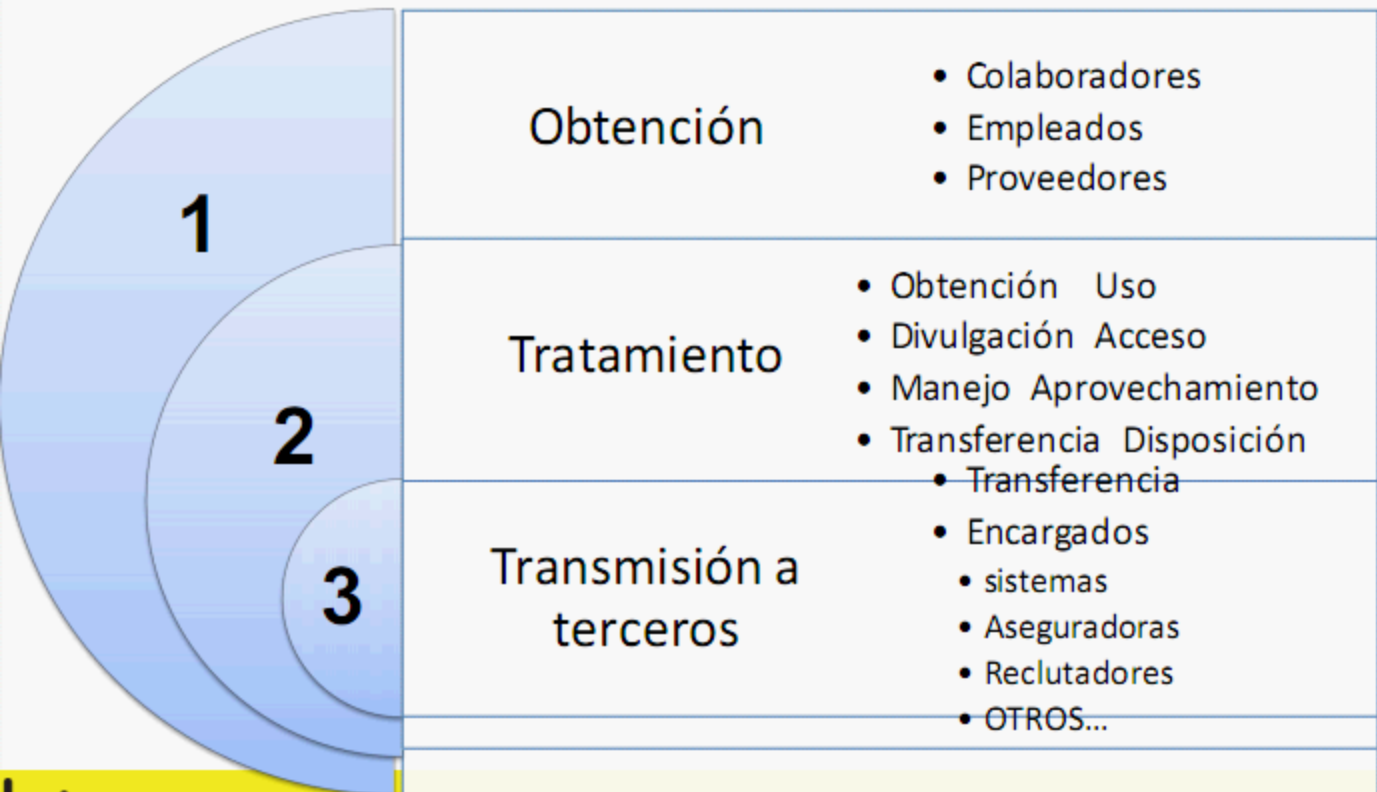 1
Obtención
• Colaboradores
• Empleados
• Proveedores
2
Tratamiento
• Obtención Uso
• Divulgación Acceso
• Manejo Aprovechamiento
• Transferencia Disposición
3
Transmisión a
terceros
• Transferencia
• Encargados
• sistemas
• Aseguradoras
• Reclutadores
• OTROS...